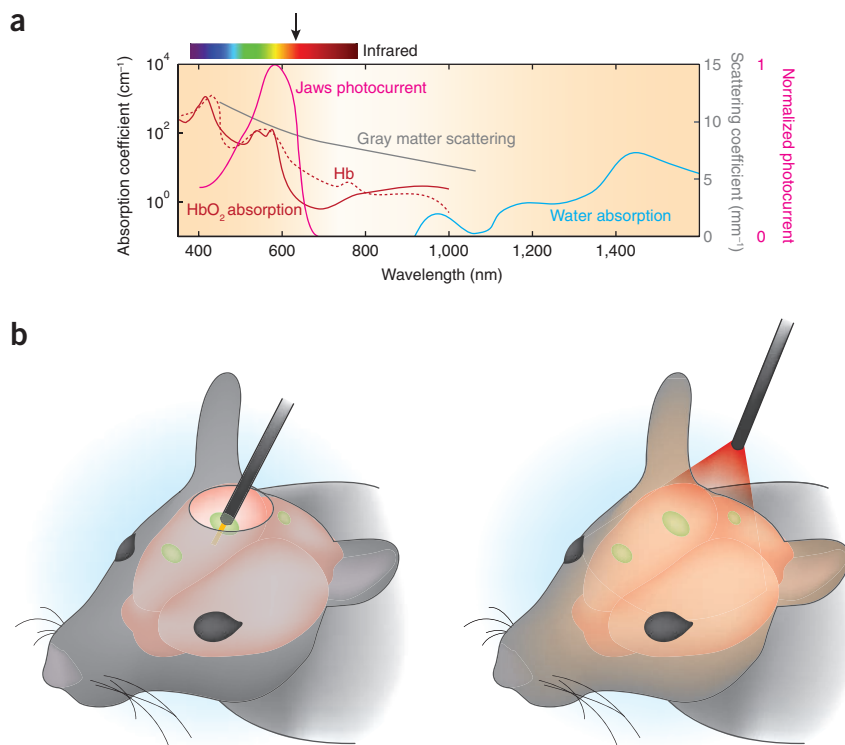 a
Infrared
Absorption coefficient (cm⁻¹)
10⁴
10²
10⁰
Jaws photocurrent
Gray matter scattering
Hb
HbO₂ absorption
Water absorption
15
10
5
0
Scattering coefficient (mm⁻¹)
1
0
Normalized photocurrent
400 600 800 1,000 1,200 1,400
Wavelength (nm)
b